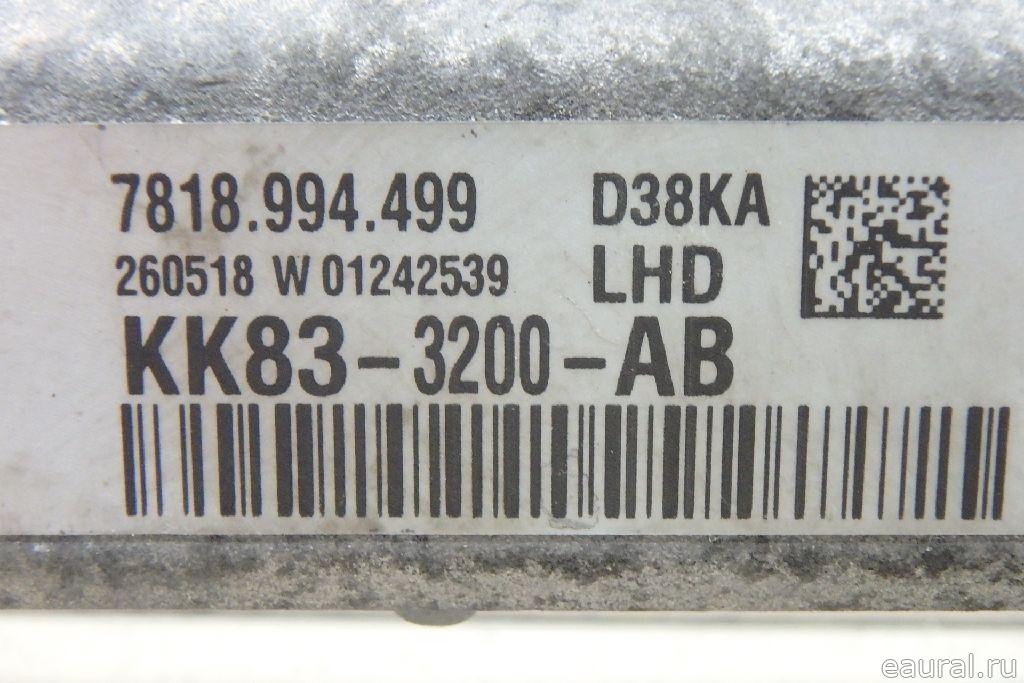 7818.994.499 D38KA
260518 W 01242539 LHD
KK83-3200-AB
eaural.ru